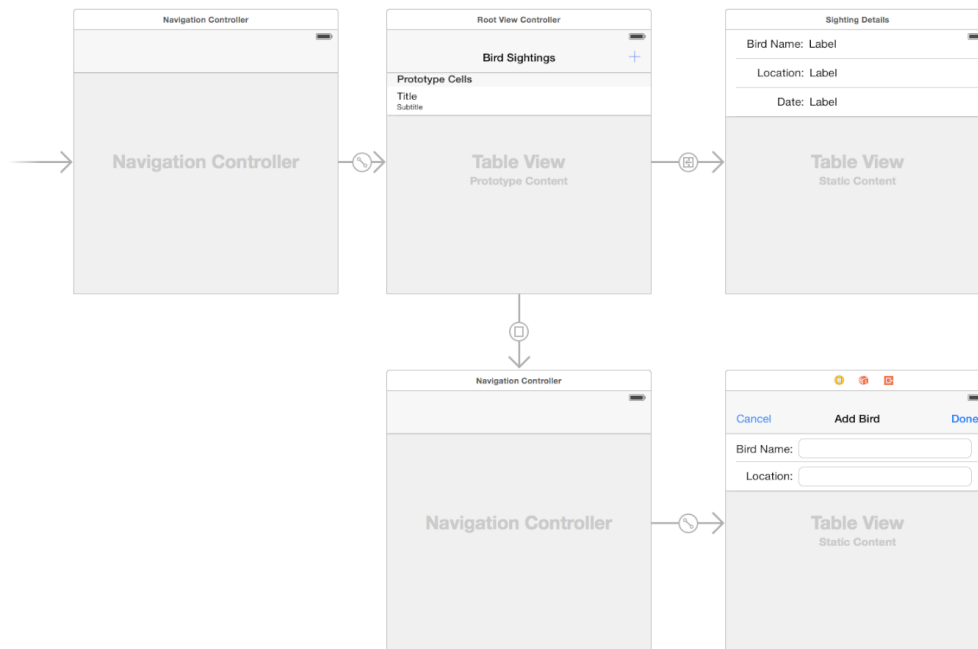 Navigation Controller
Root View Controller
Sighting Details
Bird Sightings
Prototype Cells
Title
Subtitle
Bird Name: Label
Location: Label
Date: Label
Navigation Controller
Table View
Prototype Content
Table View
Static Content
Navigation Controller
Cancel Add Bird Done
Bird Name:
Location:
Navigation Controller
Table View
Static Content